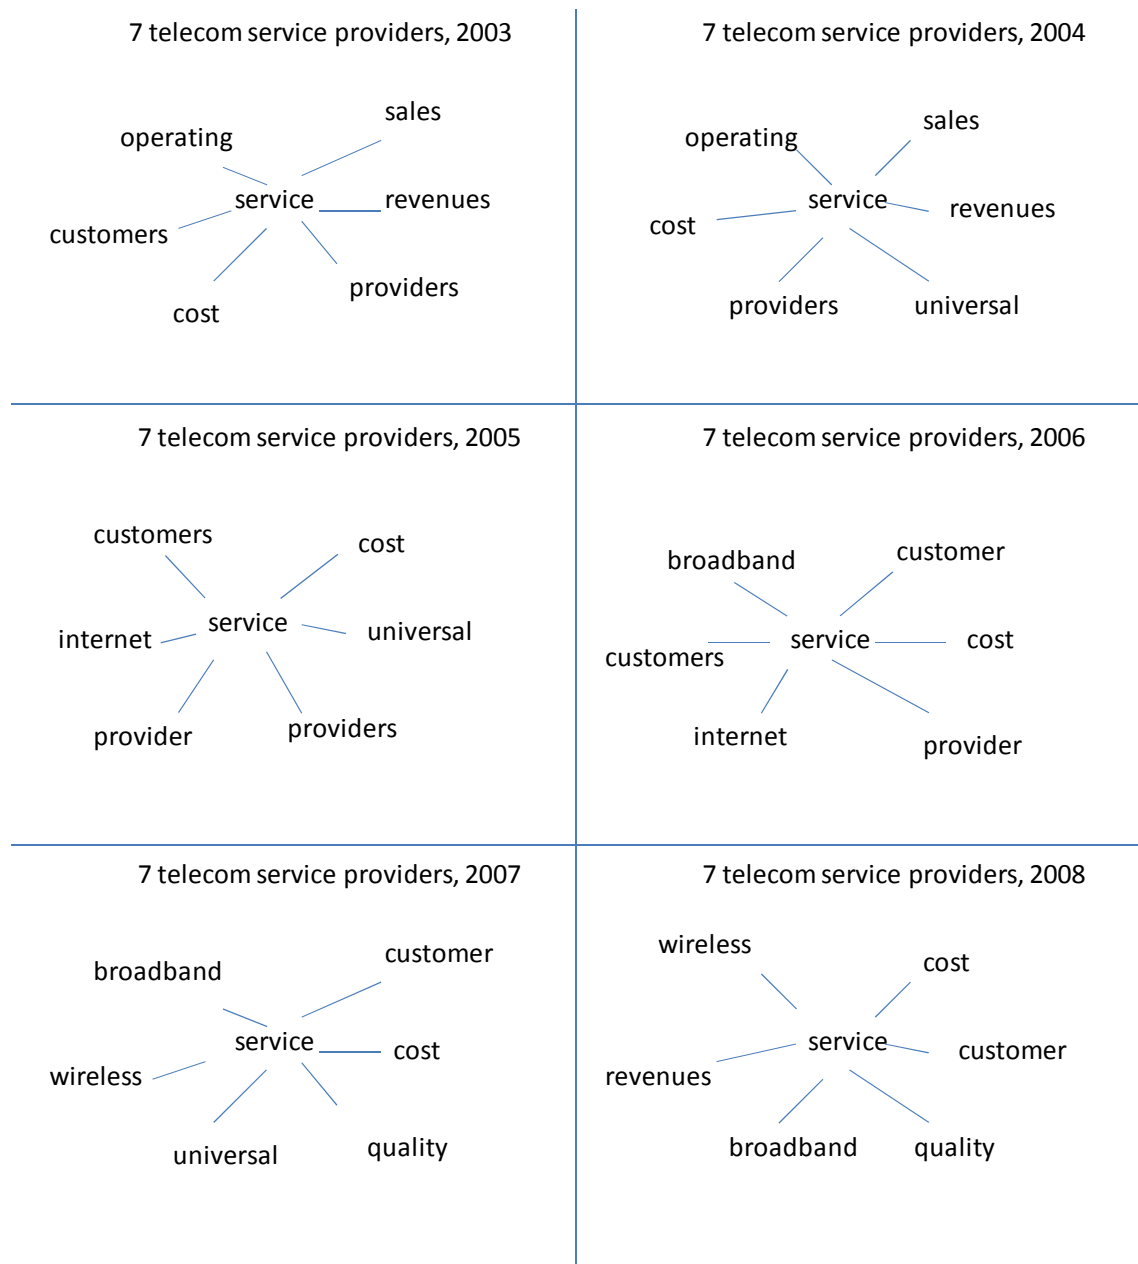 7 telecom service providers, 2003
sales
operating
service
revenues
customers
providers
cost
7 telecom service providers, 2004
sales
operating
service
revenues
cost
providers
universal
7 telecom service providers, 2005
customers
cost
service
universal
internet
provider
providers
7 telecom service providers, 2006
broadband
customer
service
cost
customers
internet
provider
7 telecom service providers, 2007
customer
broadband
service
cost
wireless
universal
quality
7 telecom service providers, 2008
wireless
cost
service
customer
revenues
broadband
quality